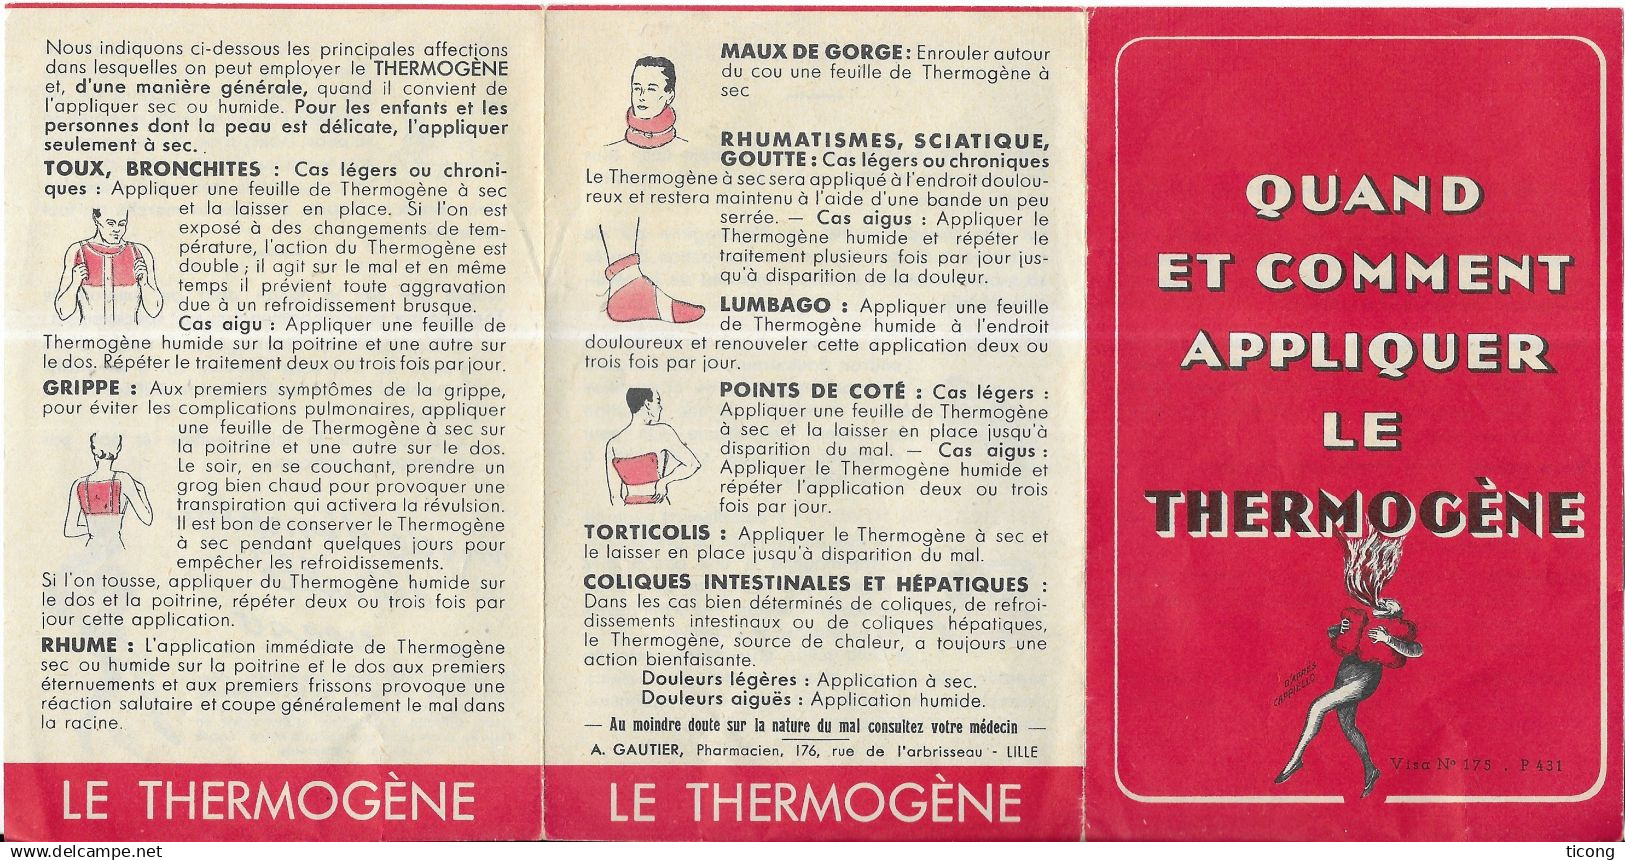 Nous indiquons ci-dessous les principales affections
dans lesquelles on peut employer le THERMOGÈNE
et, d'une manière générale, quand il convient de
l'appliquer sec ou humide. Pour les enfants et les
personnes dont la peau est délicate, l'appliquer
seulement à sec.
TOUX, BRONCHITES : Cas légers ou chroni-
ques : Appliquer une feuille de Thermogène à sec
et la laisser en place. Si l'on est
exposé à des changements de tem-
pérature, l'action du Thermogène est
double ; il agit sur le mal et en même
temps il prévient toute aggravation
due à un refroidissement brusque.
Cas aigu : Appliquer une feuille de
Thermogène humide sur la poitrine et une autre sur
le dos. Répéter le traitement deux ou trois fois par jour.
GRIPPE : Aux premiers symptômes de la grippe,
pour éviter les complications pulmonaires, appliquer
une feuille de Thermogène à sec sur
la poitrine et une autre sur le dos.
Le soir, en se couchant, prendre un
grog bien chaud pour provoquer une
transpiration qui activera la révulsion.
Il est bon de conserver le Thermogène
à sec pendant quelques jours pour
empêcher les refroidissements.
Si l'on tousse, appliquer du Thermogène humide sur
le dos et la poitrine, répéter deux ou trois fois par
jour cette application.
RHUME : L'application immédiate de Thermogène
sec ou humide sur la poitrine et le dos aux premiers
éternuements et aux premiers frissons provoque une
réaction salutaire et coupe généralement le mal dans
la racine.
LE THERMOGÈNE
MAUX DE GORGE : Enrouler autour
du cou une feuille de Thermogène à
sec
RHUMATISMES, SCIATIQUE,
GOUTTE : Cas légers ou chroniques
Le Thermogène à sec sera appliqué à l'endroit doulou-
reux et restera maintenu à l'aide d'une bande un peu
serrée. — Cas aigus : Appliquer le
Thermogène humide et répéter le
traitement plusieurs fois par jour jus-
qu'à disparition de la douleur.
LUMBAGO : Appliquer une feuille
de Thermogène humide à l'endroit
douloureux et renouveler cette application deux ou
trois fois par jour.
POINTS DE COTÉ : Cas légers :
Appliquer une feuille de Thermogène
à sec et la laisser en place jusqu'à
disparition du mal. — Cas aigus :
Appliquer le Thermogène humide et
répéter l'application deux ou trois
fois par jour.
TORTICOLIS : Appliquer le Thermogène à sec et
le laisser en place jusqu'à disparition du mal.
COLIQUES INTESTINALES ET HÉPATIQUES :
Dans les cas bien déterminés de coliques, de refroi-
dissements intestinaux ou de coliques hépatiques,
le Thermogène, source de chaleur, a toujours une
action bienfaisante.
Douleurs légères : Application à sec.
Douleurs aiguës : Application humide.
— Au moindre doute sur la nature du mal consultez votre médecin —
A. GAUTIER, Pharmacien, 176, rue de l'arbrisseau - LILLE
LE THERMOGÈNE
QUAND
ET COMMENT
APPLIQUER
LE
THERMOGÈNE
D'APRÈS
CAPPIELLO
Visa N° 175 . P 431
ticong
delcampe.net